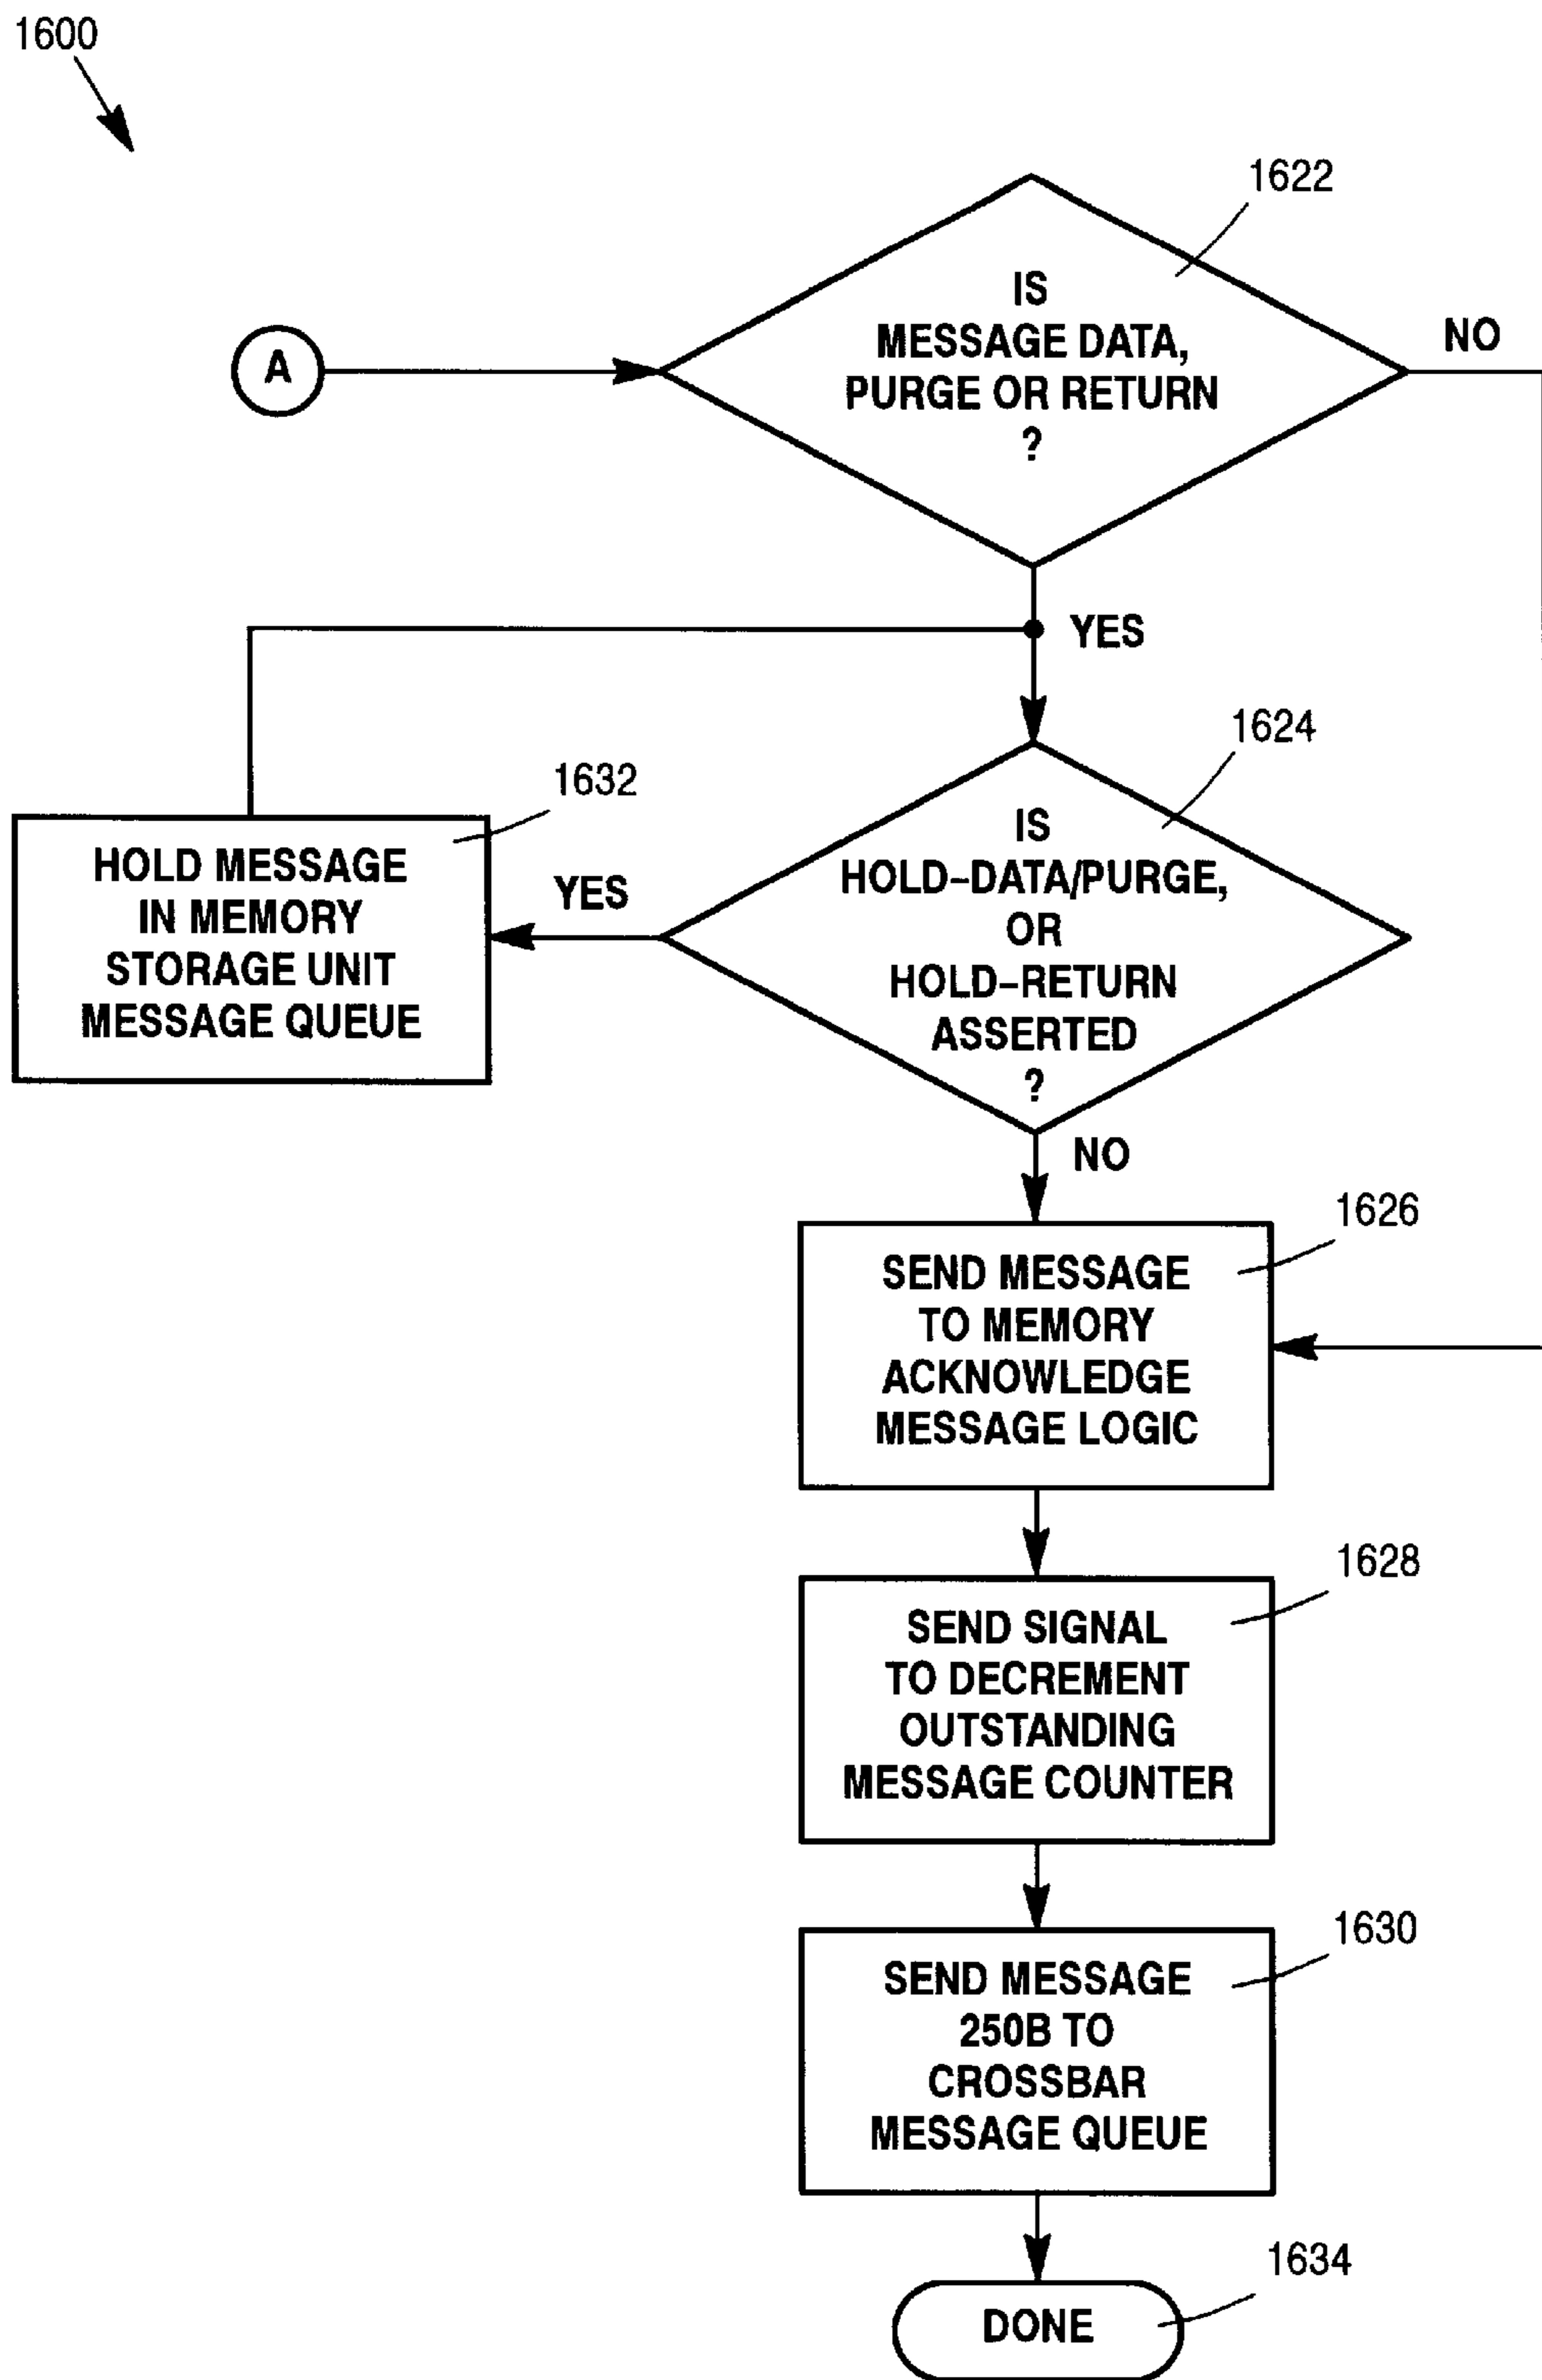 1600
1622
IS
MESSAGE DATA,
PURGE OR RETURN
?
NO
A
YES
1624
IS
HOLD-DATA/PURGE,
OR
HOLD-RETURN
ASSERTED
?
1632
HOLD MESSAGE
IN MEMORY
STORAGE UNIT
MESSAGE QUEUE
YES
NO
1626
SEND MESSAGE
TO MEMORY
ACKNOWLEDGE
MESSAGE LOGIC
1628
SEND SIGNAL
TO DECREMENT
OUTSTANDING
MESSAGE COUNTER
1630
SEND MESSAGE
250B TO
CROSSBAR
MESSAGE QUEUE
1634
DONE